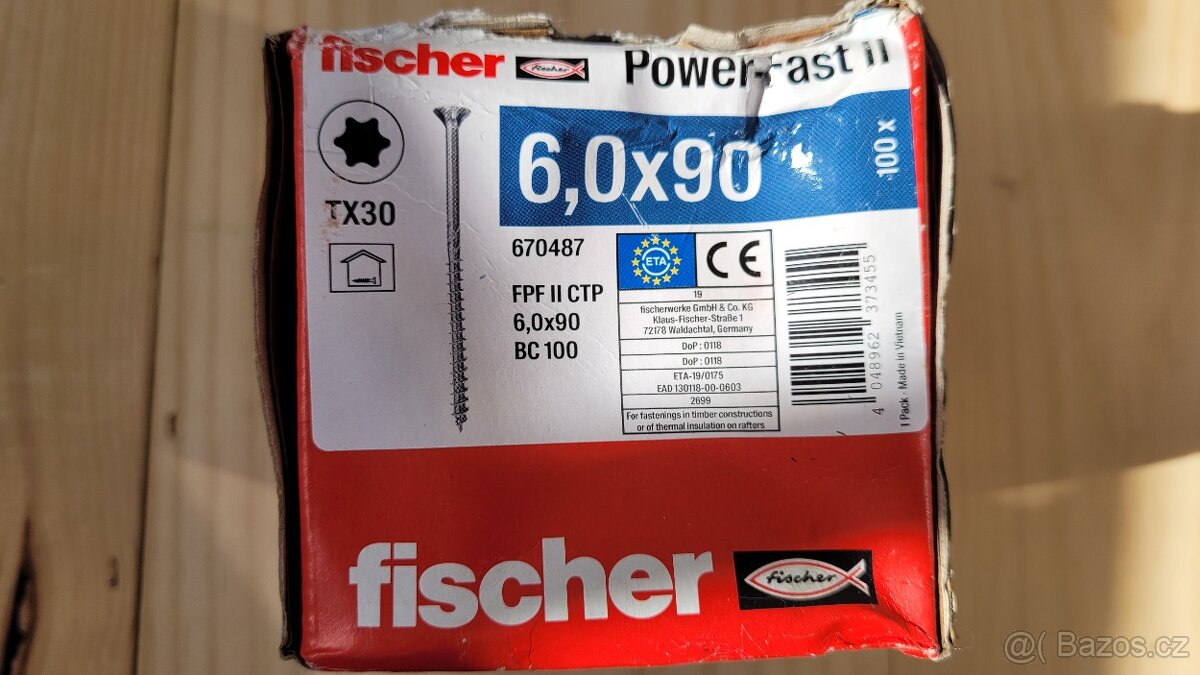 fischer fischer Power-Fast II
6,0x90
100 x
TX30
670487
FPF II CTP
6,0x90
BC 100
ETA
CE
19
fischerwerke GmbH & Co. KG
Klaus-Fischer-Straße 1
72178 Waldachtal, Germany
DoP : 0118
DoP : 0118
ETA-19/0175
EAD 130118-00-0603
2699
For fastenings in timber constructions
or of thermal insulation on rafters
4 048962 373455
1 Pack · Made in Vietnam
fischer fischer
Bazos.cz